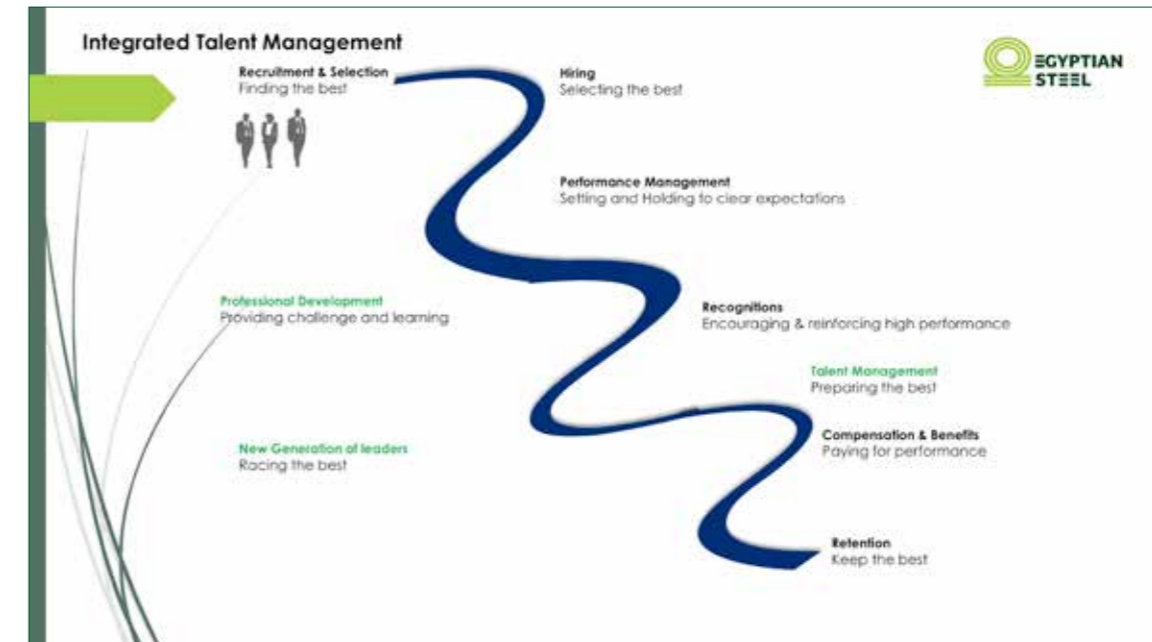 Integrated Talent Management
EGYPTIAN
STEEL
Recruitment & Selection
Finding the best
Hiring
Selecting the best
Performance Management
Setting and Holding to clear expectations
Professional Development
Providing challenge and learning
Recognitions
Encouraging & reinforcing high performance
Talent Management
Preparing the best
Compensation & Benefits
Paying for performance
New Generation of leaders
Racing the best
Retention
Keep the best